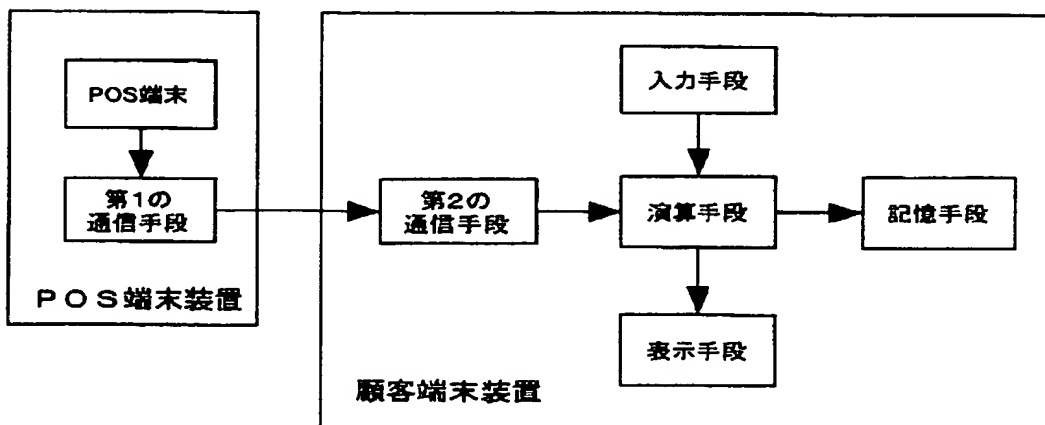 POS端末
第1の
通信手段
POS端末装置
入力手段
第2の
通信手段
演算手段
記憶手段
表示手段
顧客端末装置